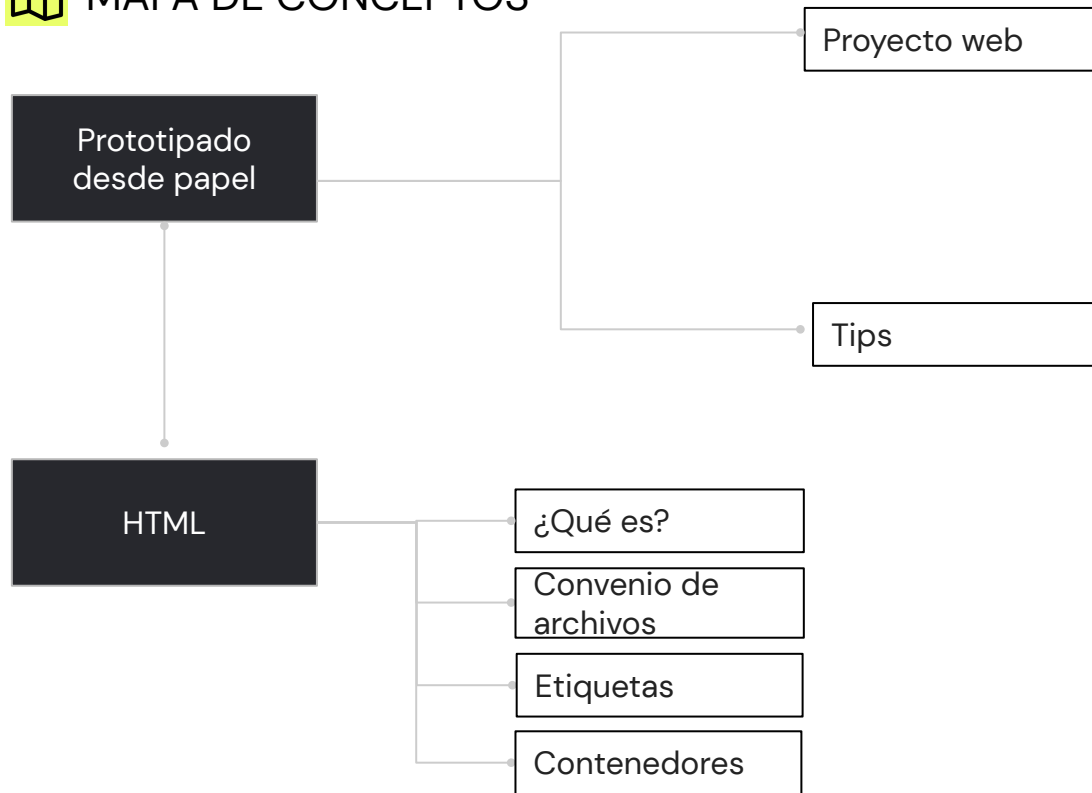 MAPA DE CONCEPTOS
Proyecto web
Prototipado
desde papel
Tips
HTML
¿Qué es?
Convenio de
archivos
Etiquetas
Contenedores